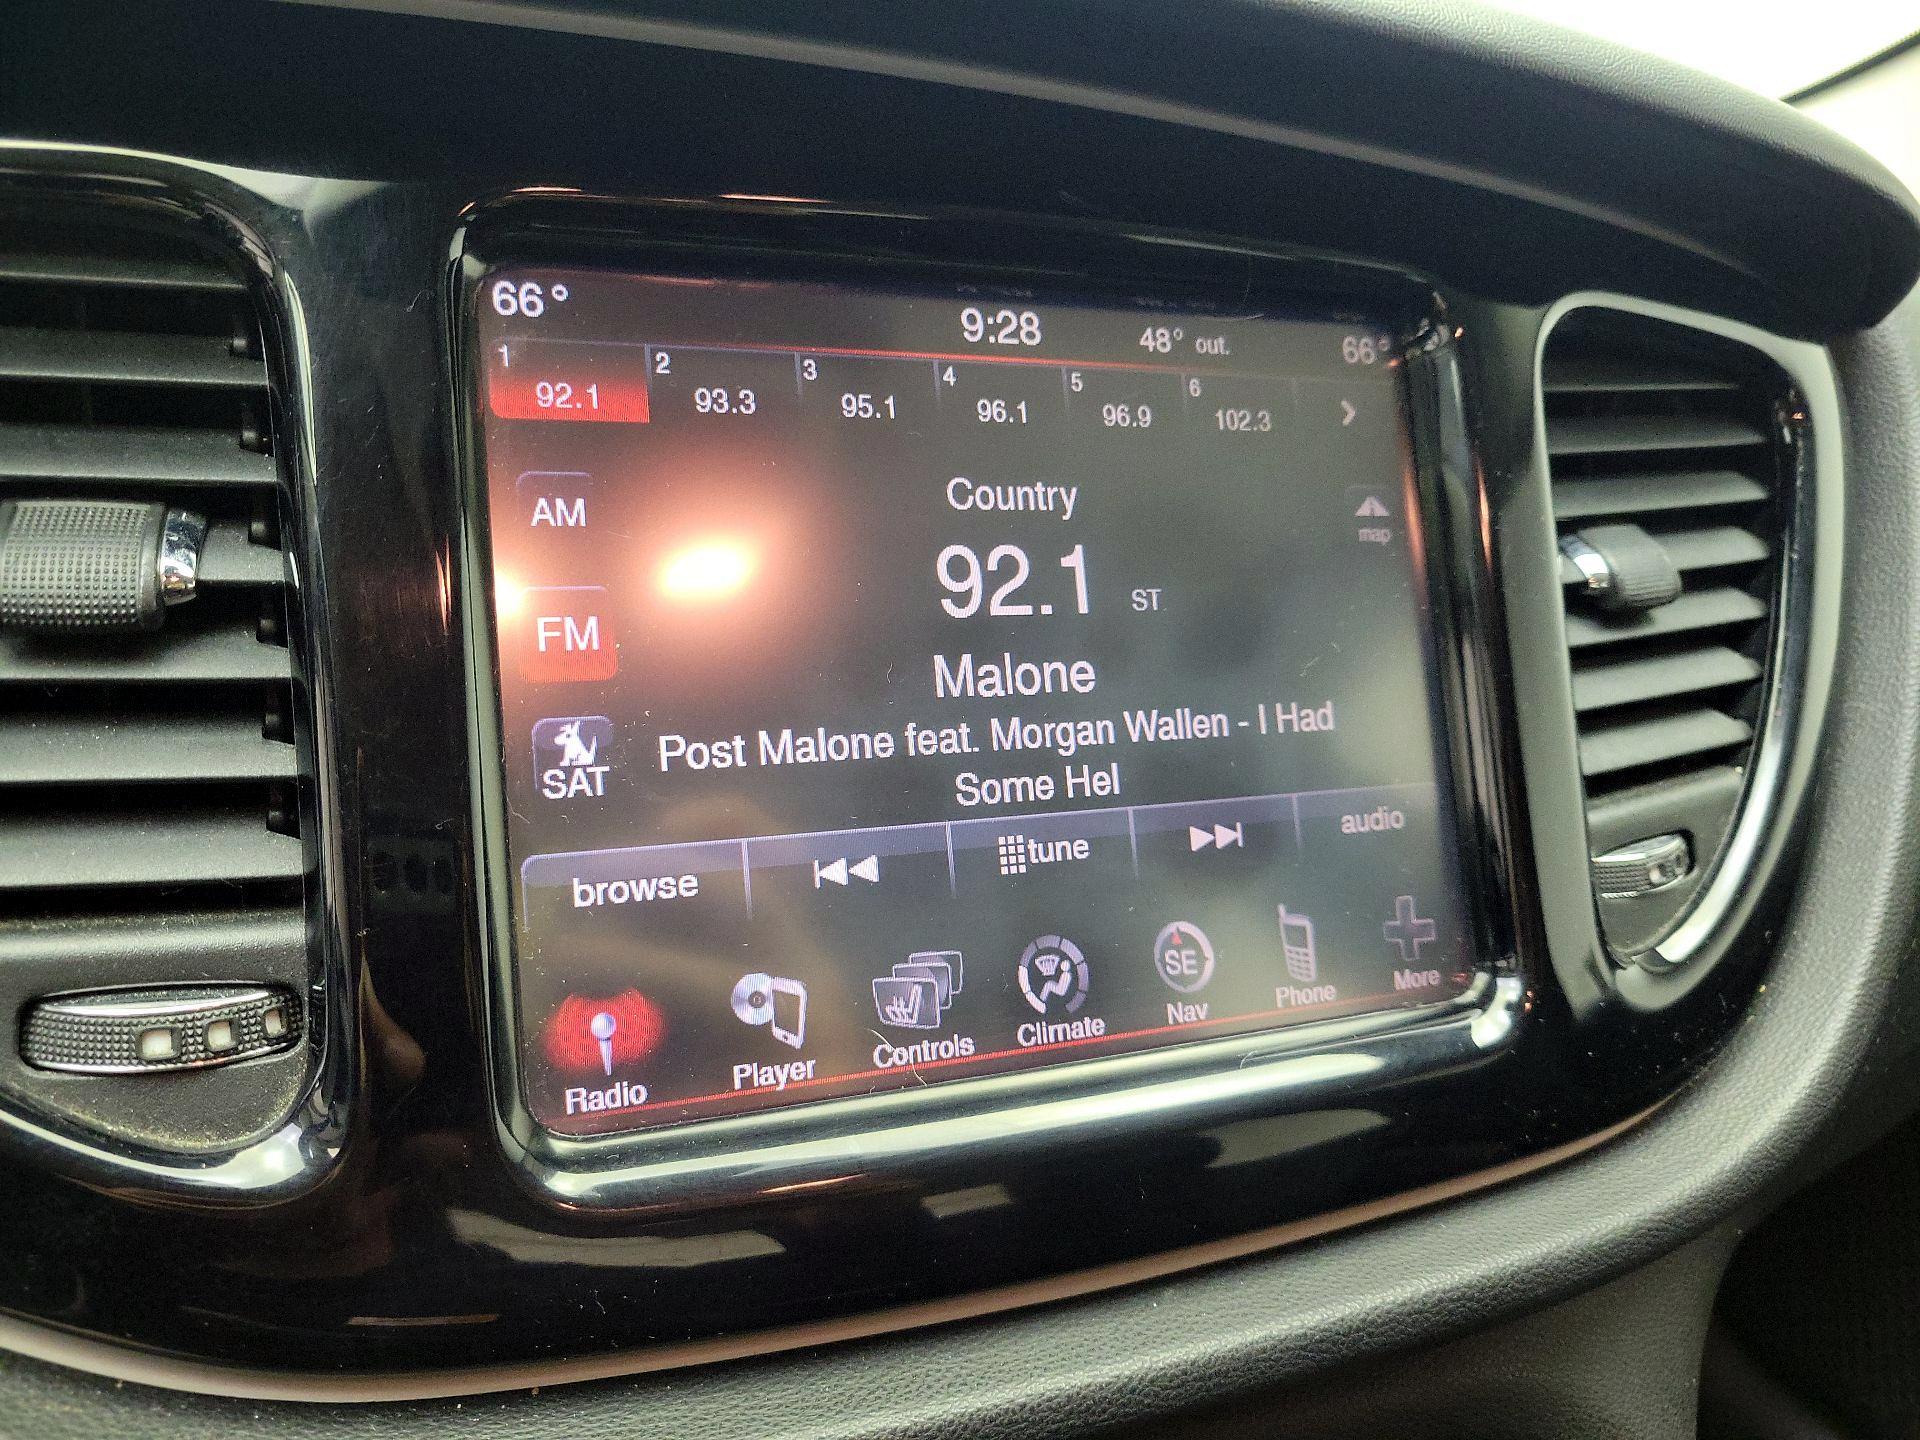 66° 9:28 48° out. 66°
1 2 3 4 5 6
92.1 93.3 95.1 96.1 96.9 102.3
Country
AM
map
92.1 ST
FM
Malone
Post Malone feat. Morgan Wallen - I Had
Some Hel
SAT
browse tune audio
SE
Radio Player Controls Climate Nav Phone More